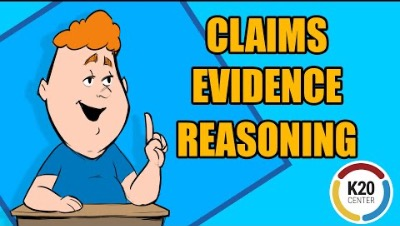 CLAIMS
EVIDENCE
REASONING
K20
CENTER